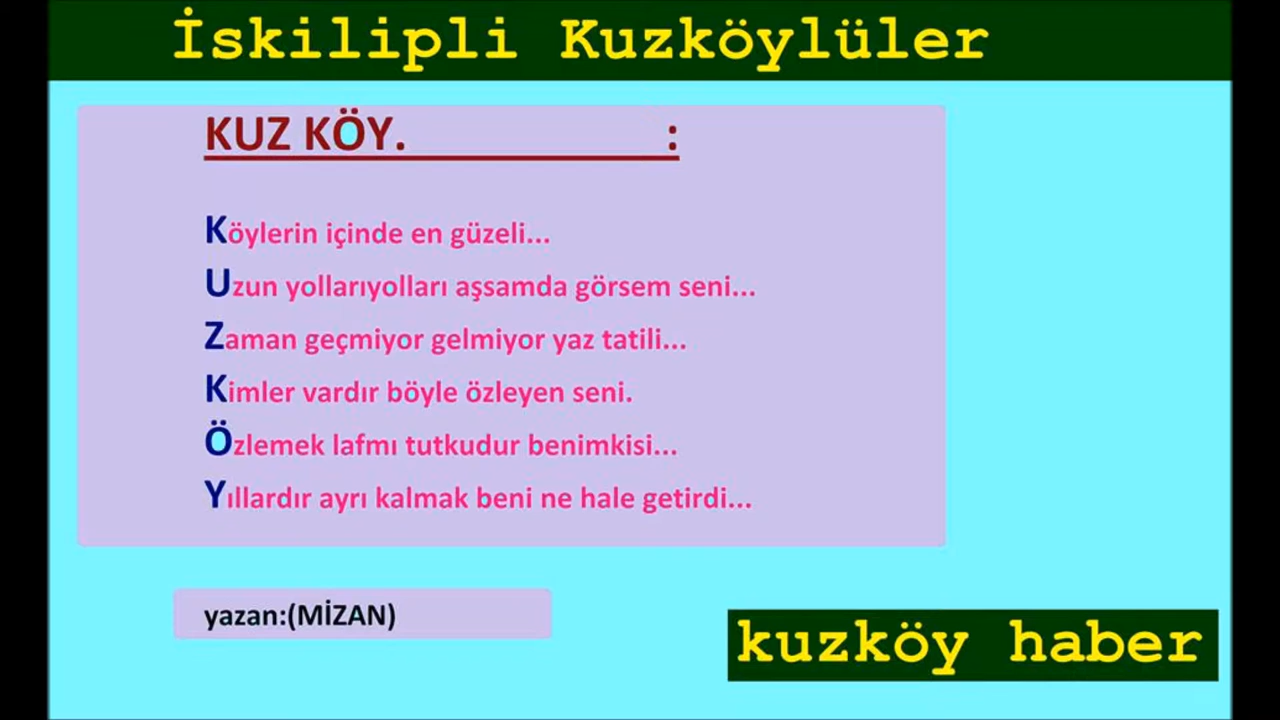 İskilipli Kuzköylüler
KUZ KÖY. :
Köylerin içinde en güzeli...
Uzun yollarıyolları aşsamda görsem seni...
Zaman geçmiyor gelmiyor yaz tatili...
Kimler vardır böyle özleyen seni.
Özlemek lafmı tutkudur benimkisi...
Yıllardır ayrı kalmak beni ne hale getirdi...
yazan:(MİZAN)
kuzköy haber